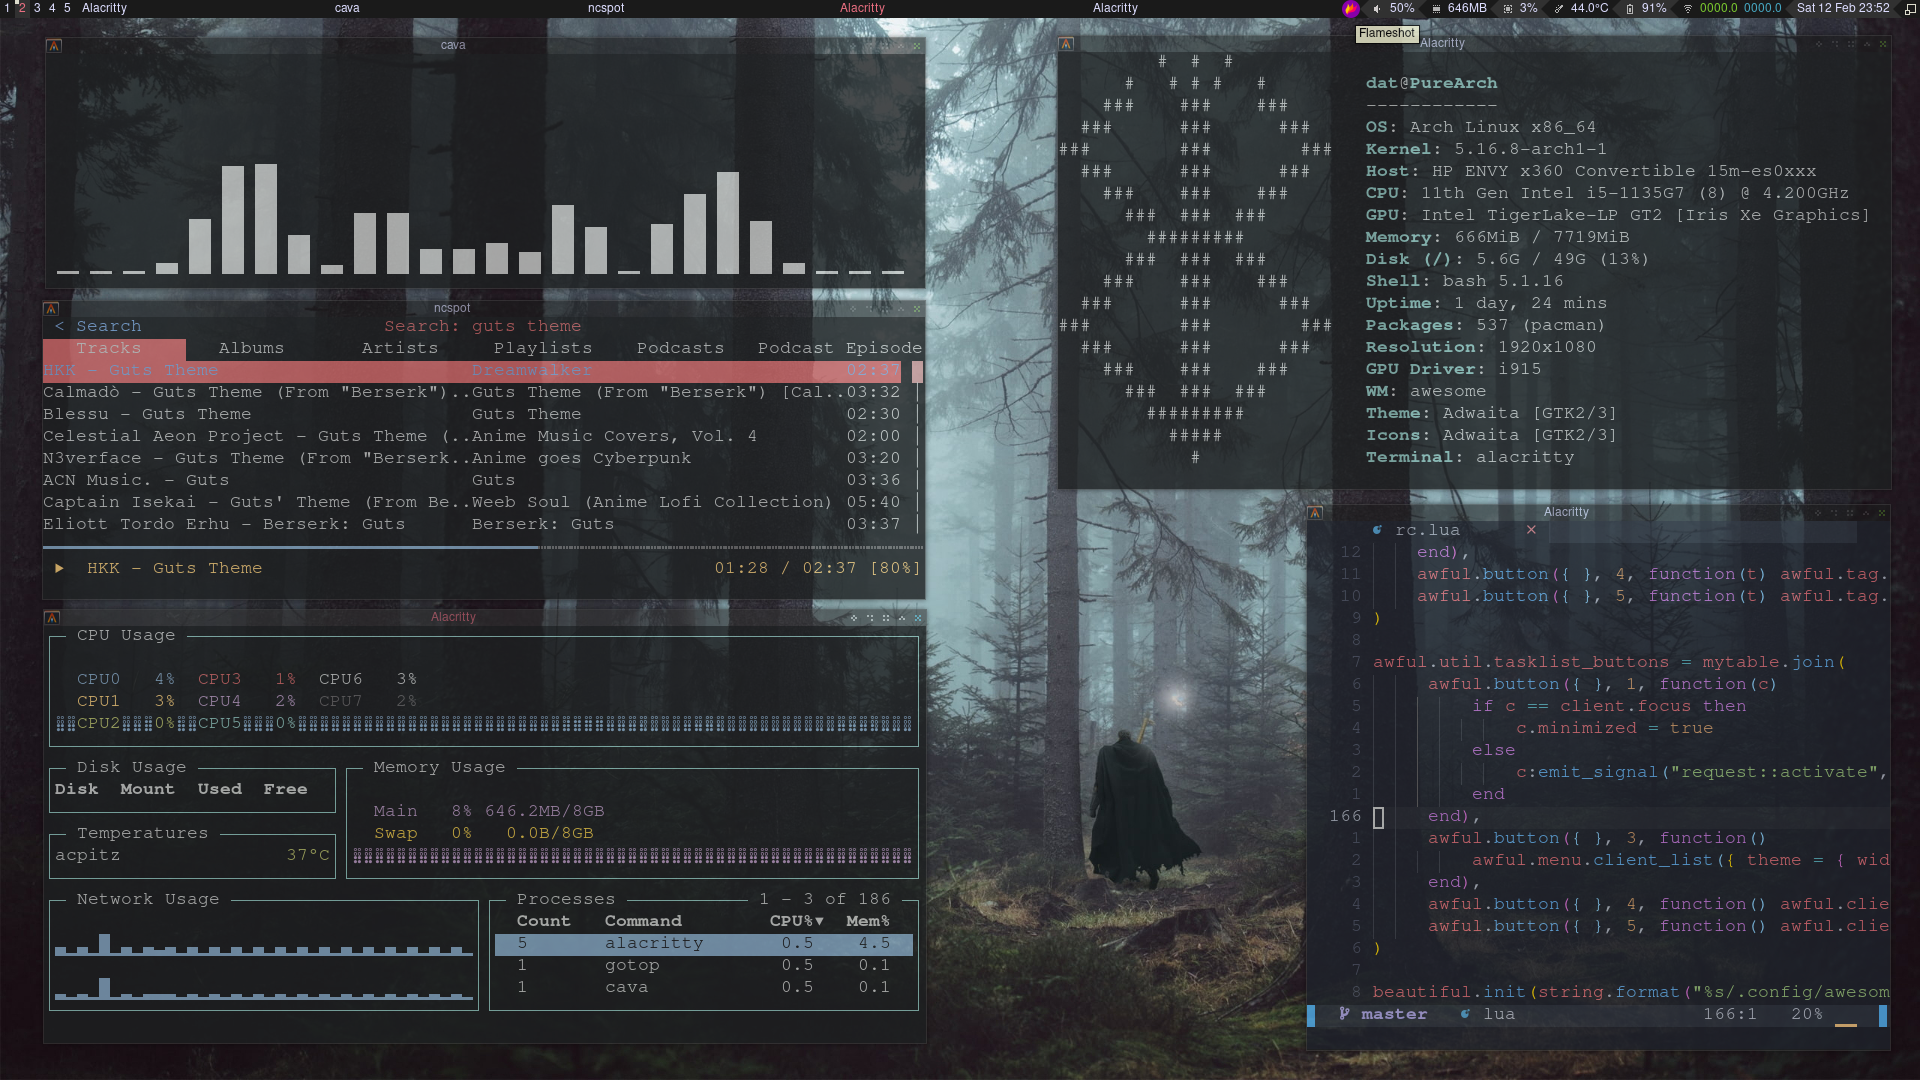 1 2 3 4 5 Alacritty cava ncspot Alacritty Alacritty 50% 646MB 3% 44.0°C 91% 0000.0 0000.0 Sat 12 Feb 23:52
Flameshot
cava
ncspot
< Search Search: guts theme
Tracks Albums Artists Playlists Podcasts Podcast Episode
HKK - Guts Theme Dreamwalker 02:37
Calmadò - Guts Theme (From "Berserk")..Guts Theme (From "Berserk") [Cal..03:32
Blessu - Guts Theme Guts Theme 02:30
Celestial Aeon Project - Guts Theme (..Anime Music Covers, Vol. 4 02:00
N3verface - Guts Theme (From "Berserk..Anime goes Cyberpunk 03:20
ACN Music. - Guts Guts 03:36
Captain Isekai - Guts' Theme (From Be..Weeb Soul (Anime Lofi Collection) 05:40
Eliott Tordo Erhu - Berserk: Guts Berserk: Guts 03:37
HKK - Guts Theme 01:28 / 02:37 [80%]
Alacritty
CPU Usage
CPU0 4% CPU3 1% CPU6 3%
CPU1 3% CPU4 2% CPU7 2%
CPU2 0% CPU5 0%
Disk Usage
Disk Mount Used Free
Temperatures
acpitz 37°C
Memory Usage
Main 8% 646.2MB/8GB
Swap 0% 0.0B/8GB
Network Usage
Processes 1 - 3 of 186
Count Command CPU%▼ Mem%
5 alacritty 0.5 4.5
1 gotop 0.5 0.1
1 cava 0.5 0.1
Alacritty
dat@PureArch
------------
OS: Arch Linux x86_64
Kernel: 5.16.8-arch1-1
Host: HP ENVY x360 Convertible 15m-es0xxx
CPU: 11th Gen Intel i5-1135G7 (8) @ 4.200GHz
GPU: Intel TigerLake-LP GT2 [Iris Xe Graphics]
Memory: 666MiB / 7719MiB
Disk (/): 5.6G / 49G (13%)
Shell: bash 5.1.16
Uptime: 1 day, 24 mins
Packages: 537 (pacman)
Resolution: 1920x1080
GPU Driver: i915
WM: awesome
Theme: Adwaita [GTK2/3]
Icons: Adwaita [GTK2/3]
Terminal: alacritty
Alacritty
rc.lua ✕
12 end),
11 awful.button({ }, 4, function(t) awful.tag.
10 awful.button({ }, 5, function(t) awful.tag.
9 )
8
7 awful.util.tasklist_buttons = mytable.join(
6 awful.button({ }, 1, function(c)
5 if c == client.focus then
4 c.minimized = true
3 else
2 c:emit_signal("request::activate",
1 end
166 end),
1 awful.button({ }, 3, function()
2 awful.menu.client_list({ theme = { wid
3 end),
4 awful.button({ }, 4, function() awful.clie
5 awful.button({ }, 5, function() awful.clie
6 )
7
8 beautiful.init(string.format("%s/.config/awesom
master lua 166:1 20%